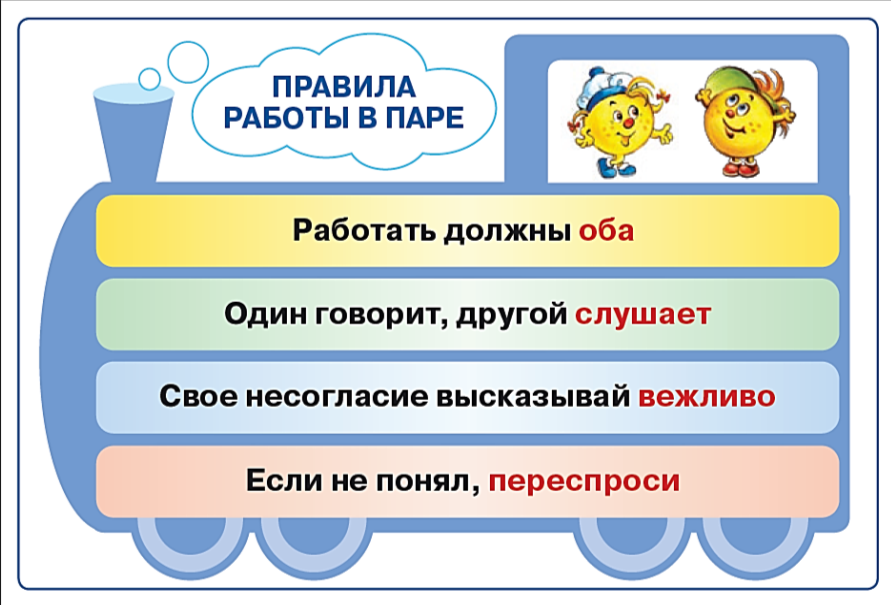 ПРАВИЛА
РАБОТЫ В ПАРЕ
Работать должны оба
Один говорит, другой слушает
Свое несогласие высказывай вежливо
Если не понял, переспроси